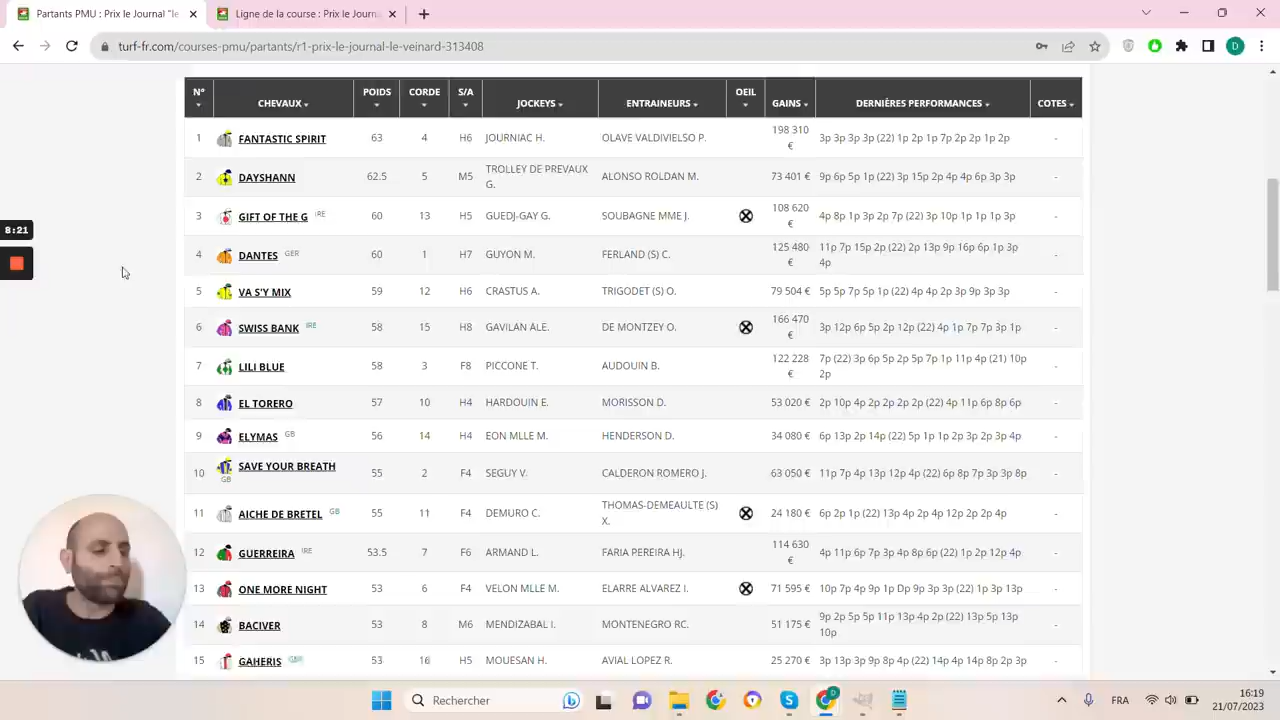 Partants PMU : Prix le Journal "le
Ligne de la course : Prix le Journa
turf-fr.com/courses-pmu/partants/r1-prix-le-journal-le-veinard-313408
D
N° CHEVAUX POIDS CORDE S/A JOCKEYS ENTRAINEURS OEIL GAINS DERNIÈRES PERFORMANCES COTES
1 FANTASTIC SPIRIT 63 4 H6 JOURNIAC H. OLAVE VALDIVIELSO P. 198 310 € 3p 3p 3p 3p (22) 1p 2p 1p 7p 2p 2p 1p 2p -
2 DAYSHANN 62.5 5 M5 TROLLEY DE PREVAUX G. ALONSO ROLDAN M. 73 401 € 9p 6p 5p 1p (22) 3p 15p 2p 4p 4p 6p 3p 3p -
3 GIFT OF THE G IRE 60 13 H5 GUEDJ-GAY G. SOUBAGNE MME J. 108 620 € 4p 8p 1p 3p 2p 7p (22) 3p 10p 1p 1p 1p 3p -
4 DANTES GER 60 1 H7 GUYON M. FERLAND (S) C. 125 480 € 11p 7p 15p 2p (22) 2p 13p 9p 16p 6p 1p 3p 4p -
5 VA S'Y MIX 59 12 H6 CRASTUS A. TRIGODET (S) O. 79 504 € 5p 5p 7p 5p 1p (22) 4p 4p 2p 3p 9p 3p 3p -
6 SWISS BANK IRE 58 15 H8 GAVILAN ALE. DE MONTZEY O. 166 470 € 3p 12p 6p 5p 2p 12p (22) 4p 1p 7p 7p 3p 1p -
7 LILI BLUE 58 3 F8 PICCONE T. AUDOUIN B. 122 228 € 7p (22) 3p 6p 5p 2p 5p 7p 1p 11p 4p (21) 10p 2p -
8 EL TORERO 57 10 H4 HARDOUIN E. MORISSON D. 53 020 € 2p 10p 4p 2p 2p 2p 2p (22) 4p 11p 6p 8p 6p -
9 ELYMAS GB 56 14 H4 EON MLLE M. HENDERSON D. 34 080 € 6p 13p 2p 14p (22) 5p 1p 1p 2p 3p 2p 3p 4p -
10 SAVE YOUR BREATH GB 55 2 F4 SEGUY V. CALDERON ROMERO J. 63 050 € 11p 7p 4p 13p 12p 4p (22) 6p 8p 7p 3p 3p 8p -
11 AICHE DE BRETEL GB 55 11 F4 DEMURO C. THOMAS-DEMEAULTE (S) X. 24 180 € 6p 2p 1p (22) 13p 4p 2p 4p 12p 2p 2p 4p -
12 GUERREIRA IRE 53.5 7 F6 ARMAND L. FARIA PEREIRA HJ. 114 630 € 4p 11p 6p 7p 3p 4p 8p 6p (22) 1p 2p 12p 4p -
13 ONE MORE NIGHT 53 6 F4 VELON MLLE M. ELARRE ALVAREZ I. 71 595 € 10p 7p 4p 9p 1p Dp 9p 3p 3p (22) 1p 3p 13p -
14 BACIVER 53 8 M6 MENDIZABAL I. MONTENEGRO RC. 51 175 € 9p 2p 5p 5p 11p 13p 4p 2p (22) 13p 5p 13p 10p -
15 GAHERIS 53 16 H5 MOUESAN H. AVIAL LOPEZ R. 25 270 € 3p 13p 3p 9p 8p 4p (22) 14p 4p 14p 8p 2p 3p -
8:21
Rechercher
FRA
16:19
21/07/2023